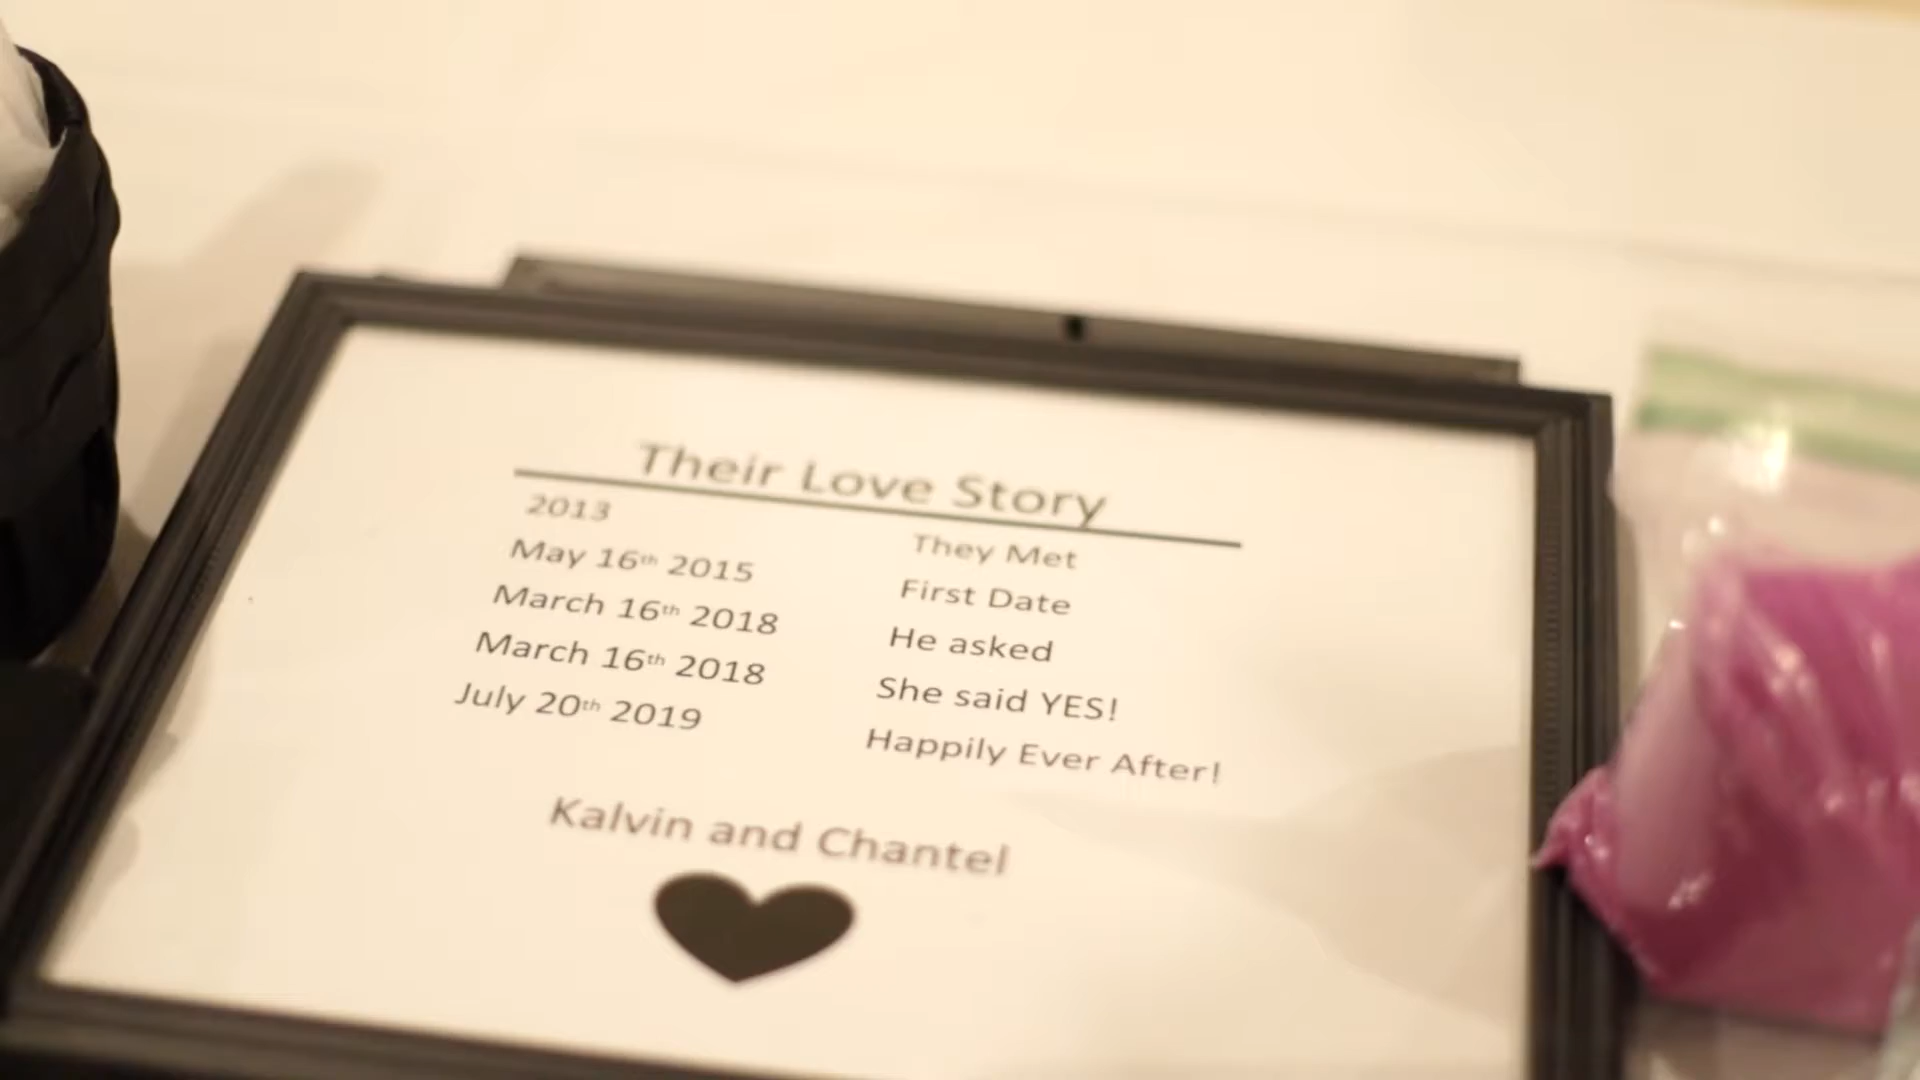 Their Love Story
2013 They Met
May 16th 2015 First Date
March 16th 2018 He asked
March 16th 2018 She said YES!
July 20th 2019 Happily Ever After!
Kalvin and Chantel